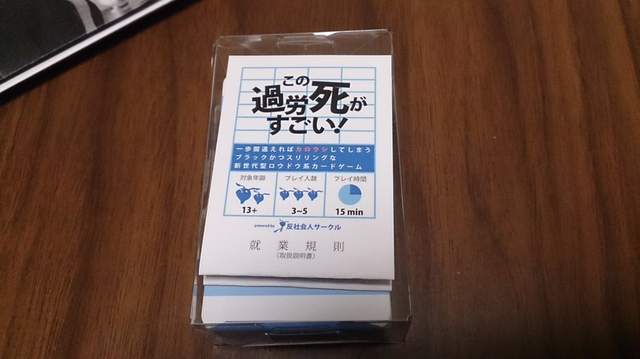 この
過労死が
すごい!
一歩間違えればカロウシしてしまう
ブラックかつスリリングな
新世代型ロウドウ系カードゲーム
対象年齢 プレイ人数 プレイ時間
13+ 3~5 15 min
powered by 反社会人サークル
就業規則
(取扱説明書)